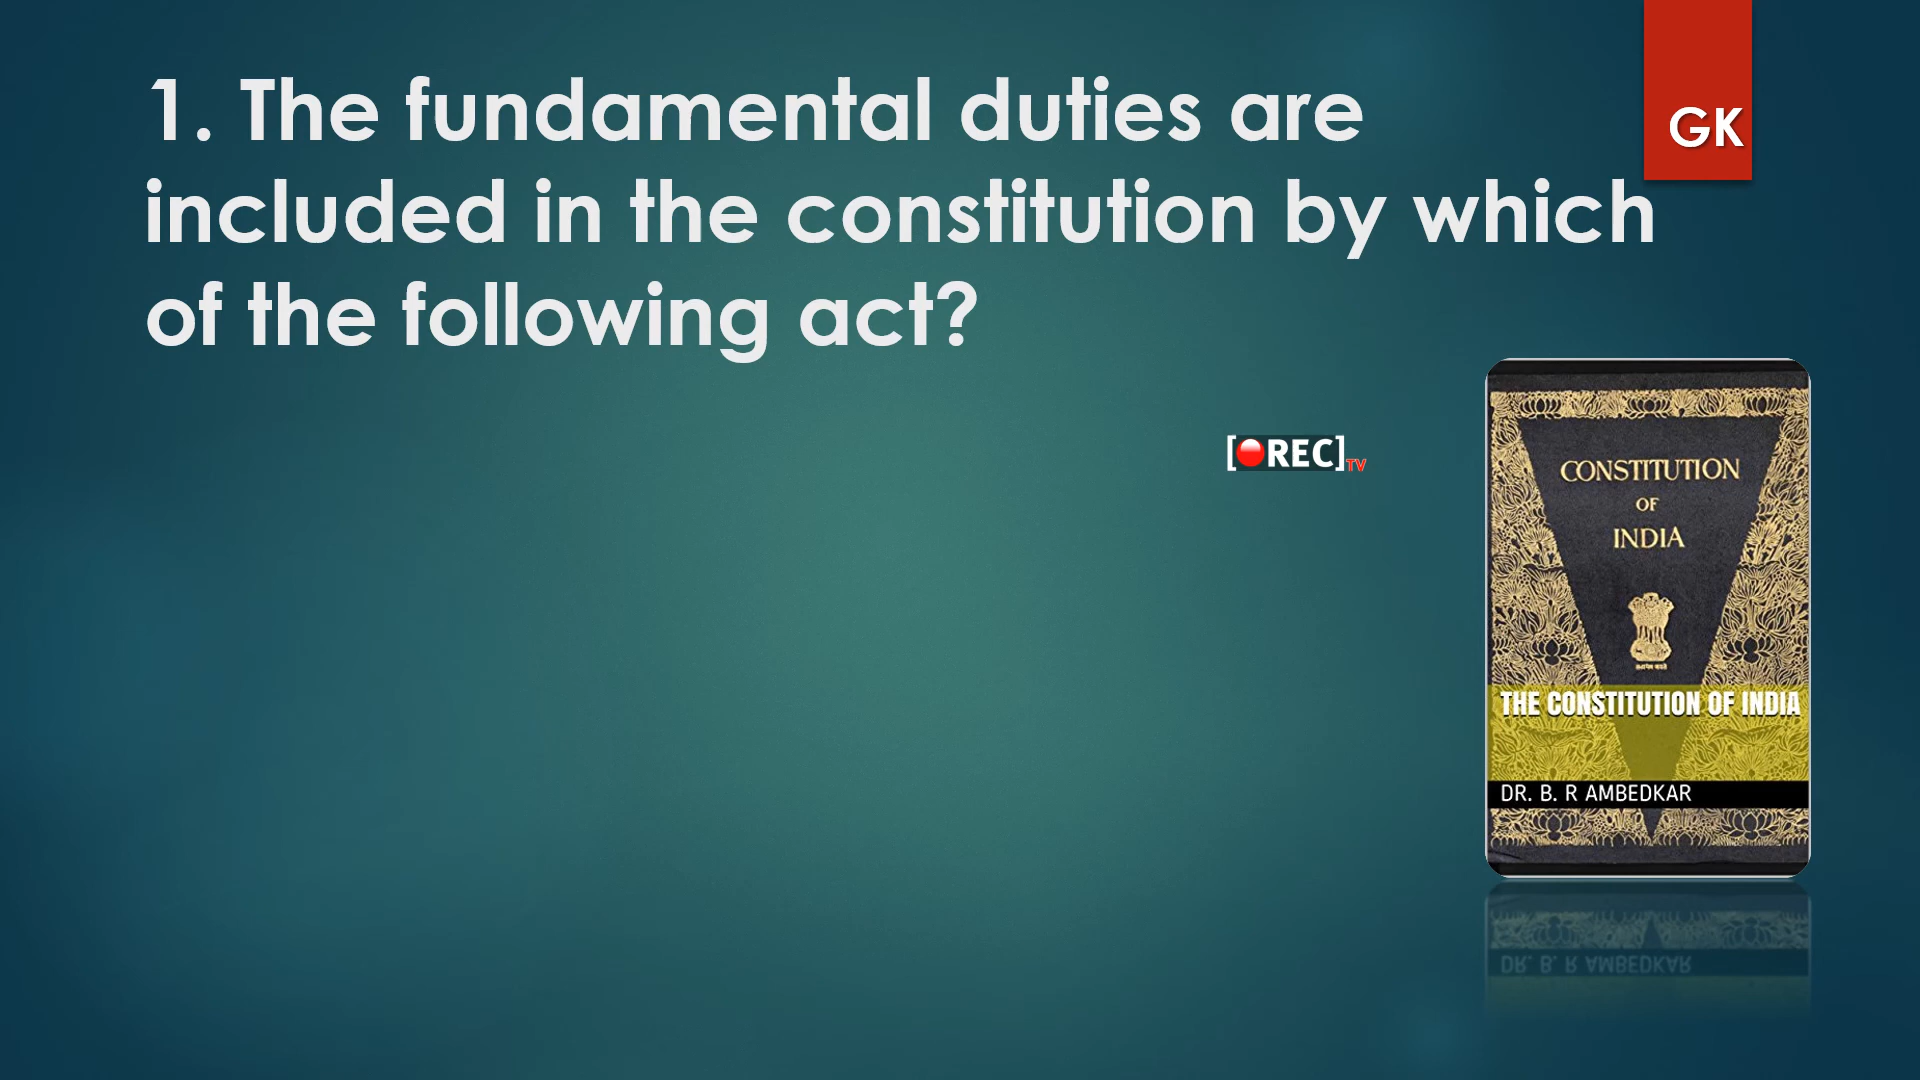 1. The fundamental duties are
included in the constitution by which
of the following act?
GK
[REC]TV
CONSTITUTION
OF
INDIA
THE CONSTITUTION OF INDIA
DR. B. R AMBEDKAR